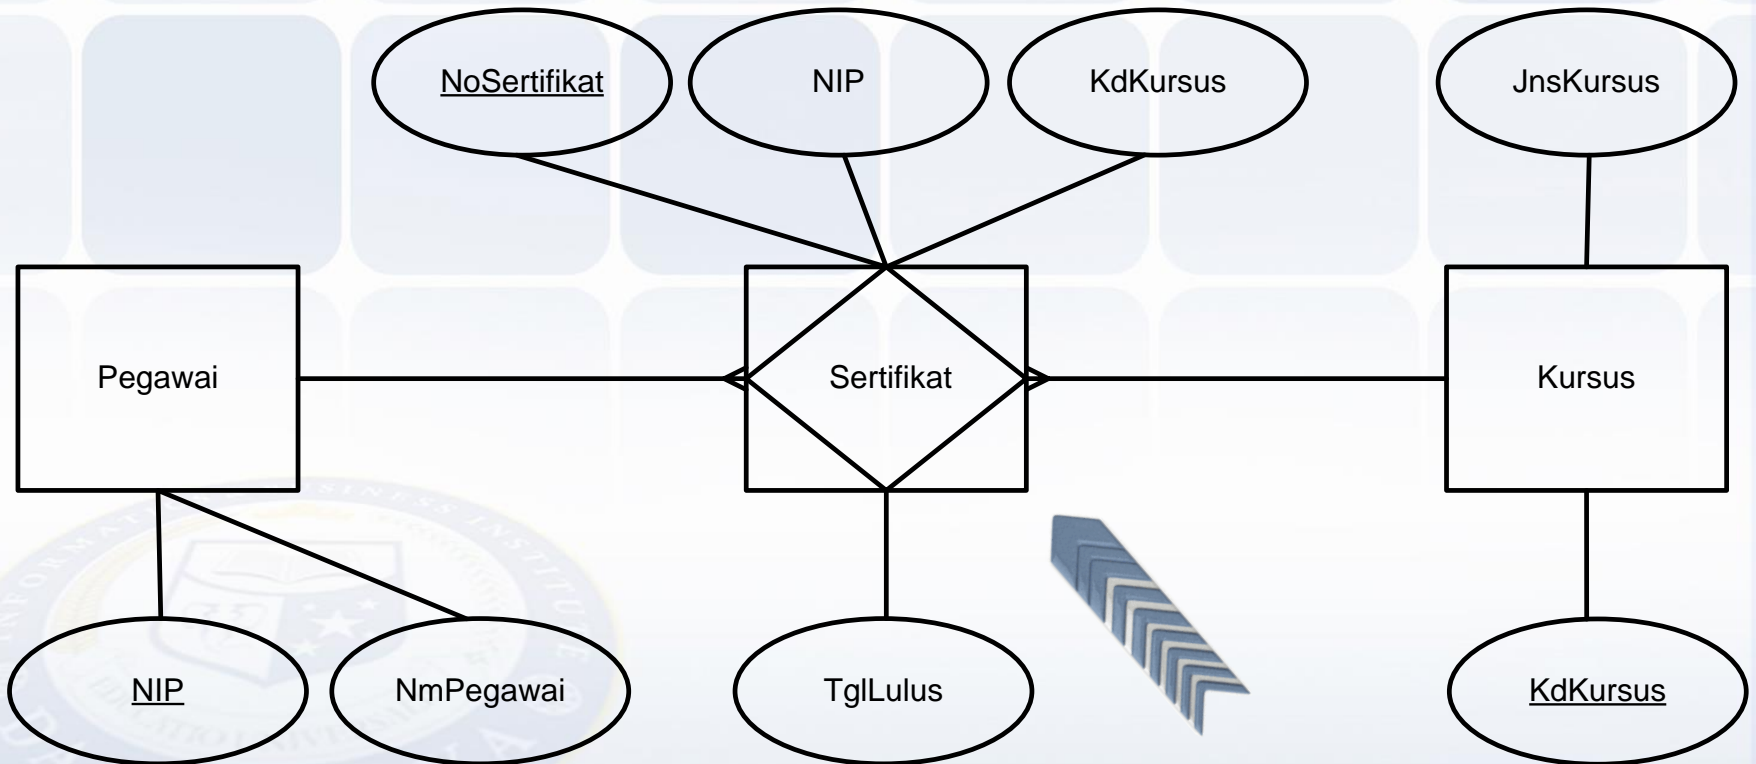 NoSertifikat
NIP
KdKursus
JnsKursus
Pegawai
Sertifikat
Kursus
NIP
NmPegawai
TglLulus
KdKursus